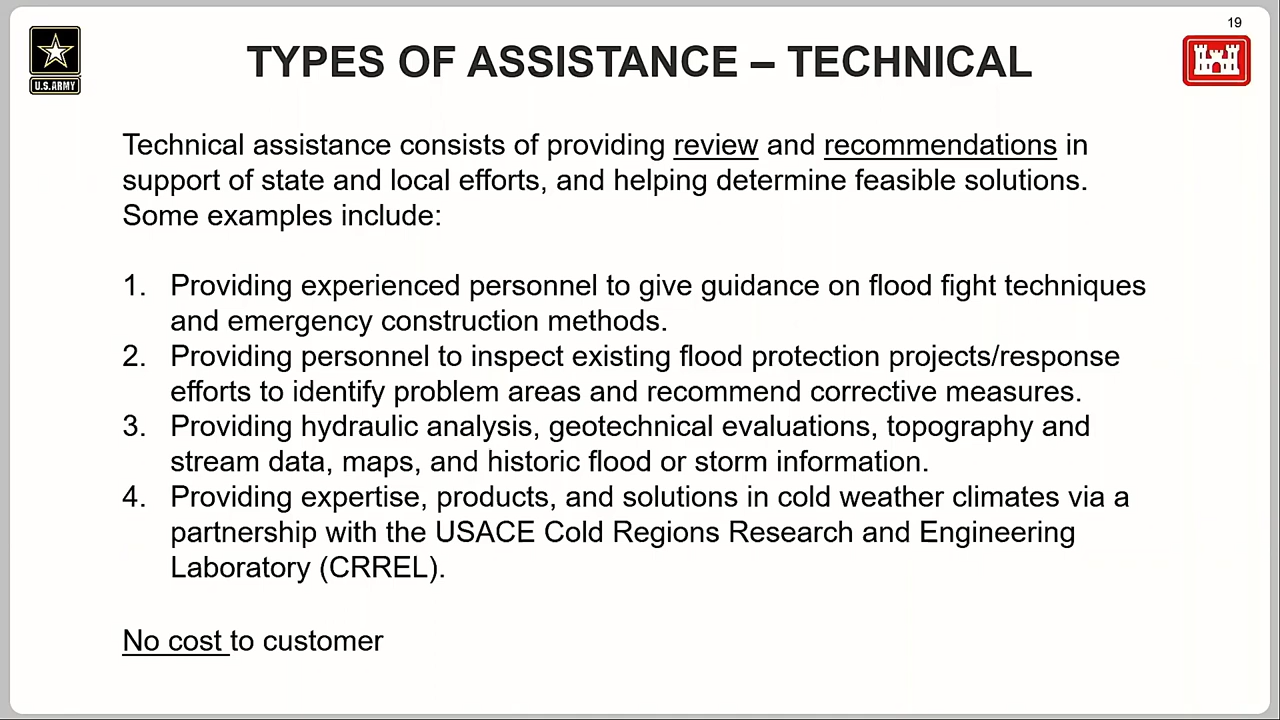 19
U.S.ARMY
TYPES OF ASSISTANCE – TECHNICAL
Technical assistance consists of providing review and recommendations in
support of state and local efforts, and helping determine feasible solutions.
Some examples include:
1. Providing experienced personnel to give guidance on flood fight techniques
and emergency construction methods.
2. Providing personnel to inspect existing flood protection projects/response
efforts to identify problem areas and recommend corrective measures.
3. Providing hydraulic analysis, geotechnical evaluations, topography and
stream data, maps, and historic flood or storm information.
4. Providing expertise, products, and solutions in cold weather climates via a
partnership with the USACE Cold Regions Research and Engineering
Laboratory (CRREL).
No cost to customer